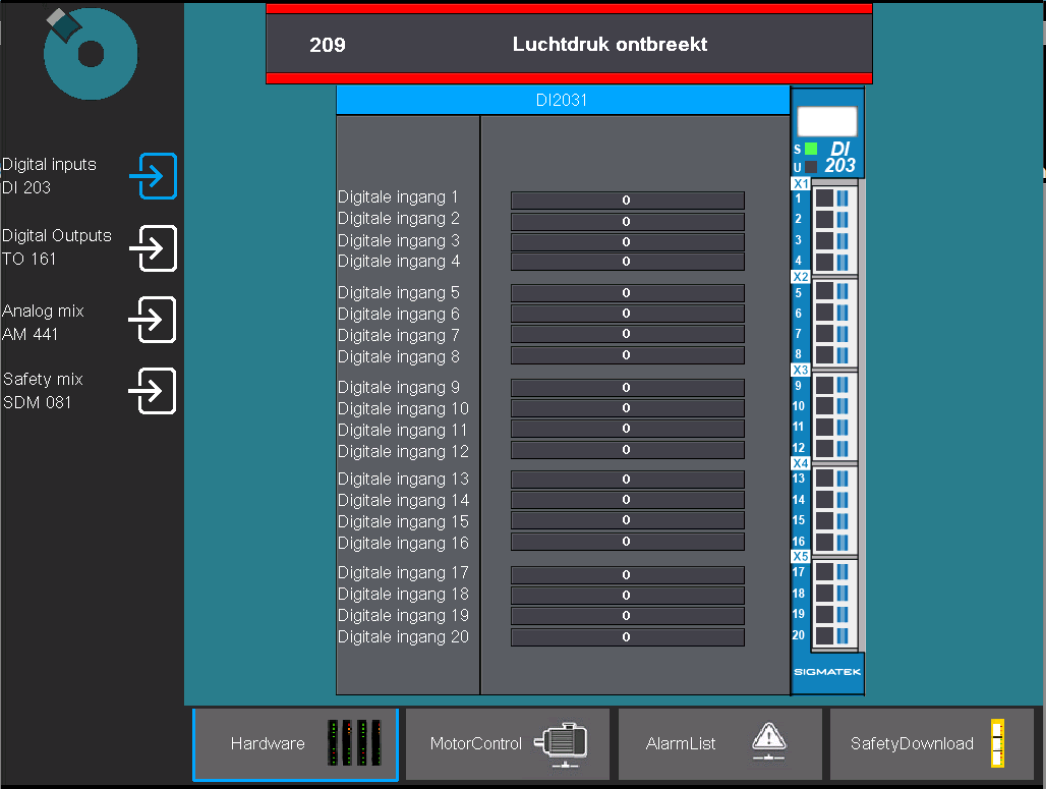 209 Luchtdruk ontbreekt
DI2031
Digital inputs
DI 203
Digital Outputs
TO 161
Analog mix
AM 441
Safety mix
SDM 081
S DI
U 203
X1
Digitale ingang 1 0 1
Digitale ingang 2 0 2
Digitale ingang 3 0 3
Digitale ingang 4 0 4
X2
Digitale ingang 5 0 5
Digitale ingang 6 0 6
Digitale ingang 7 0 7
Digitale ingang 8 0 8
X3
Digitale ingang 9 0 9
Digitale ingang 10 0 10
Digitale ingang 11 0 11
Digitale ingang 12 0 12
X4
Digitale ingang 13 0 13
Digitale ingang 14 0 14
Digitale ingang 15 0 15
Digitale ingang 16 0 16
X5
Digitale ingang 17 0 17
Digitale ingang 18 0 18
Digitale ingang 19 0 19
Digitale ingang 20 0 20
SIGMATEK
Hardware MotorControl AlarmList SafetyDownload